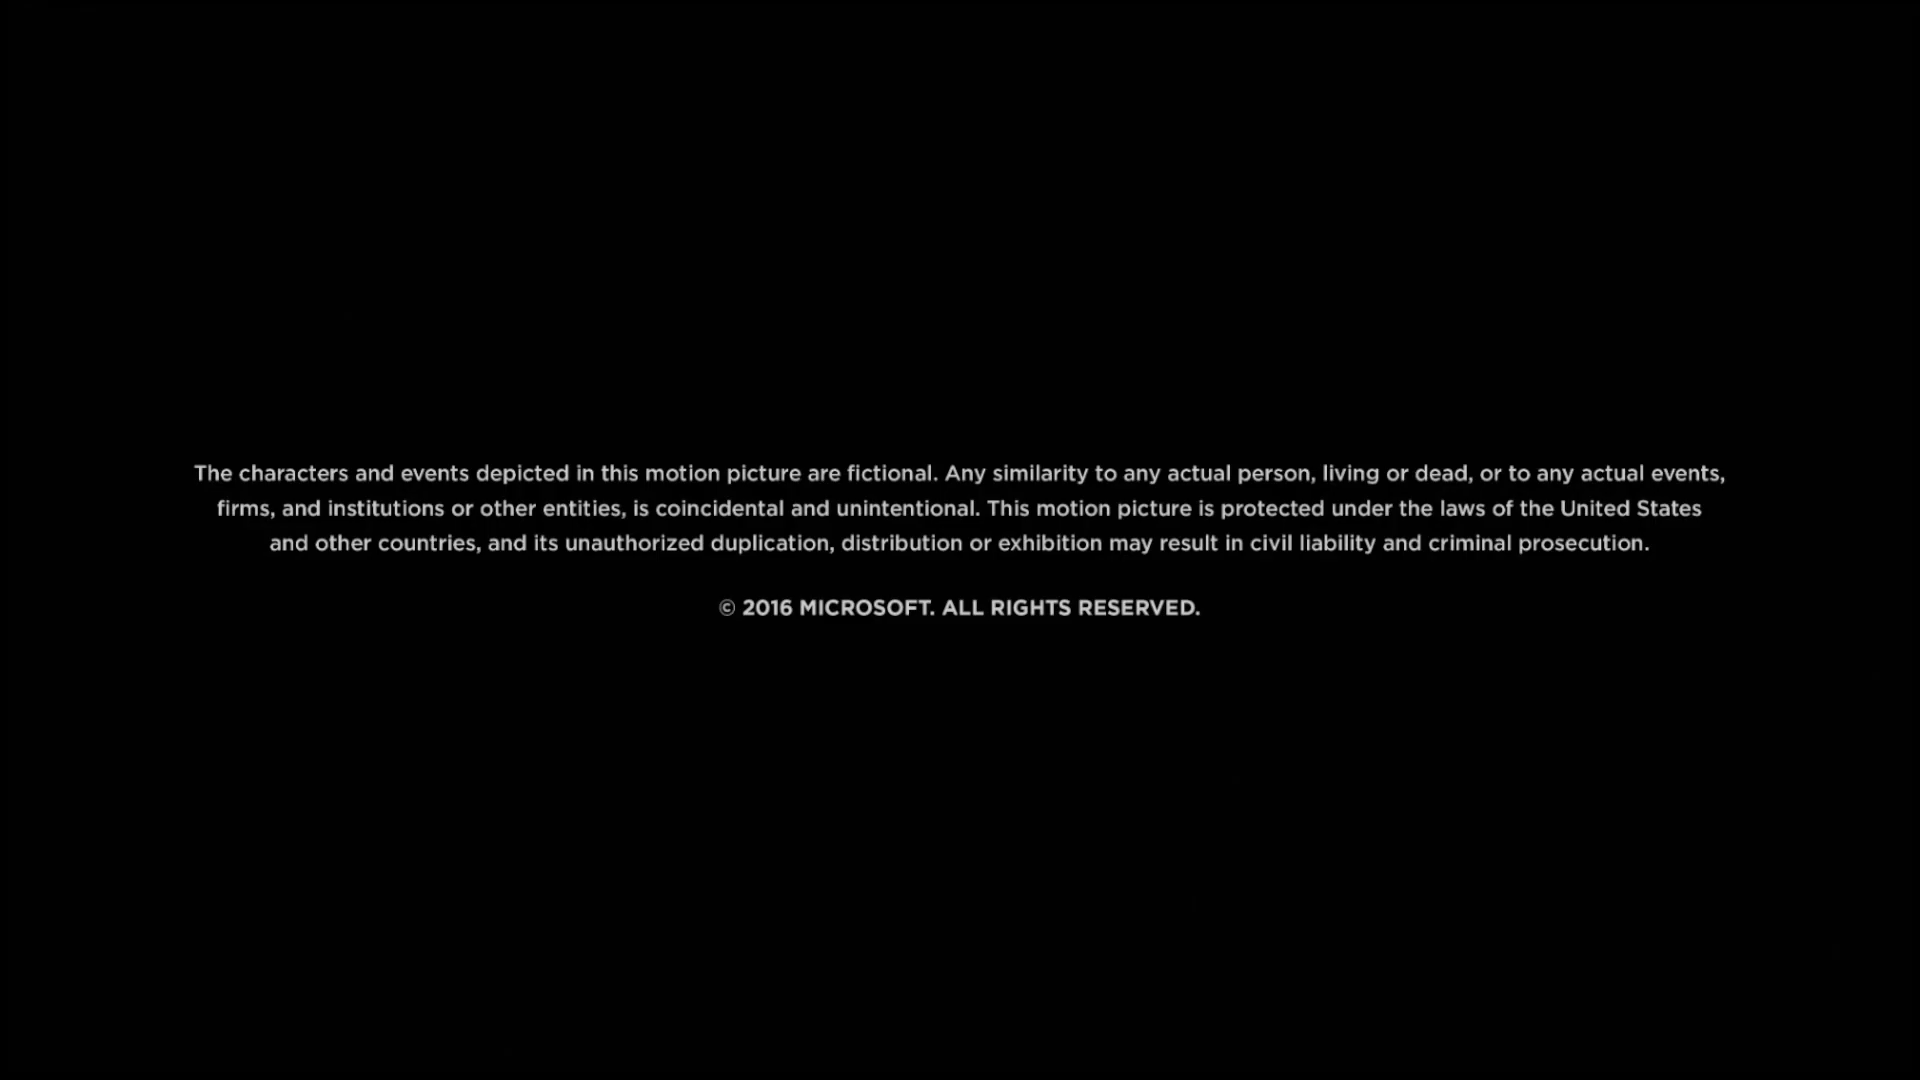 The characters and events depicted in this motion picture are fictional. Any similarity to any actual person, living or dead, or to any actual events,
firms, and institutions or other entities, is coincidental and unintentional. This motion picture is protected under the laws of the United States
and other countries, and its unauthorized duplication, distribution or exhibition may result in civil liability and criminal prosecution.
© 2016 MICROSOFT. ALL RIGHTS RESERVED.